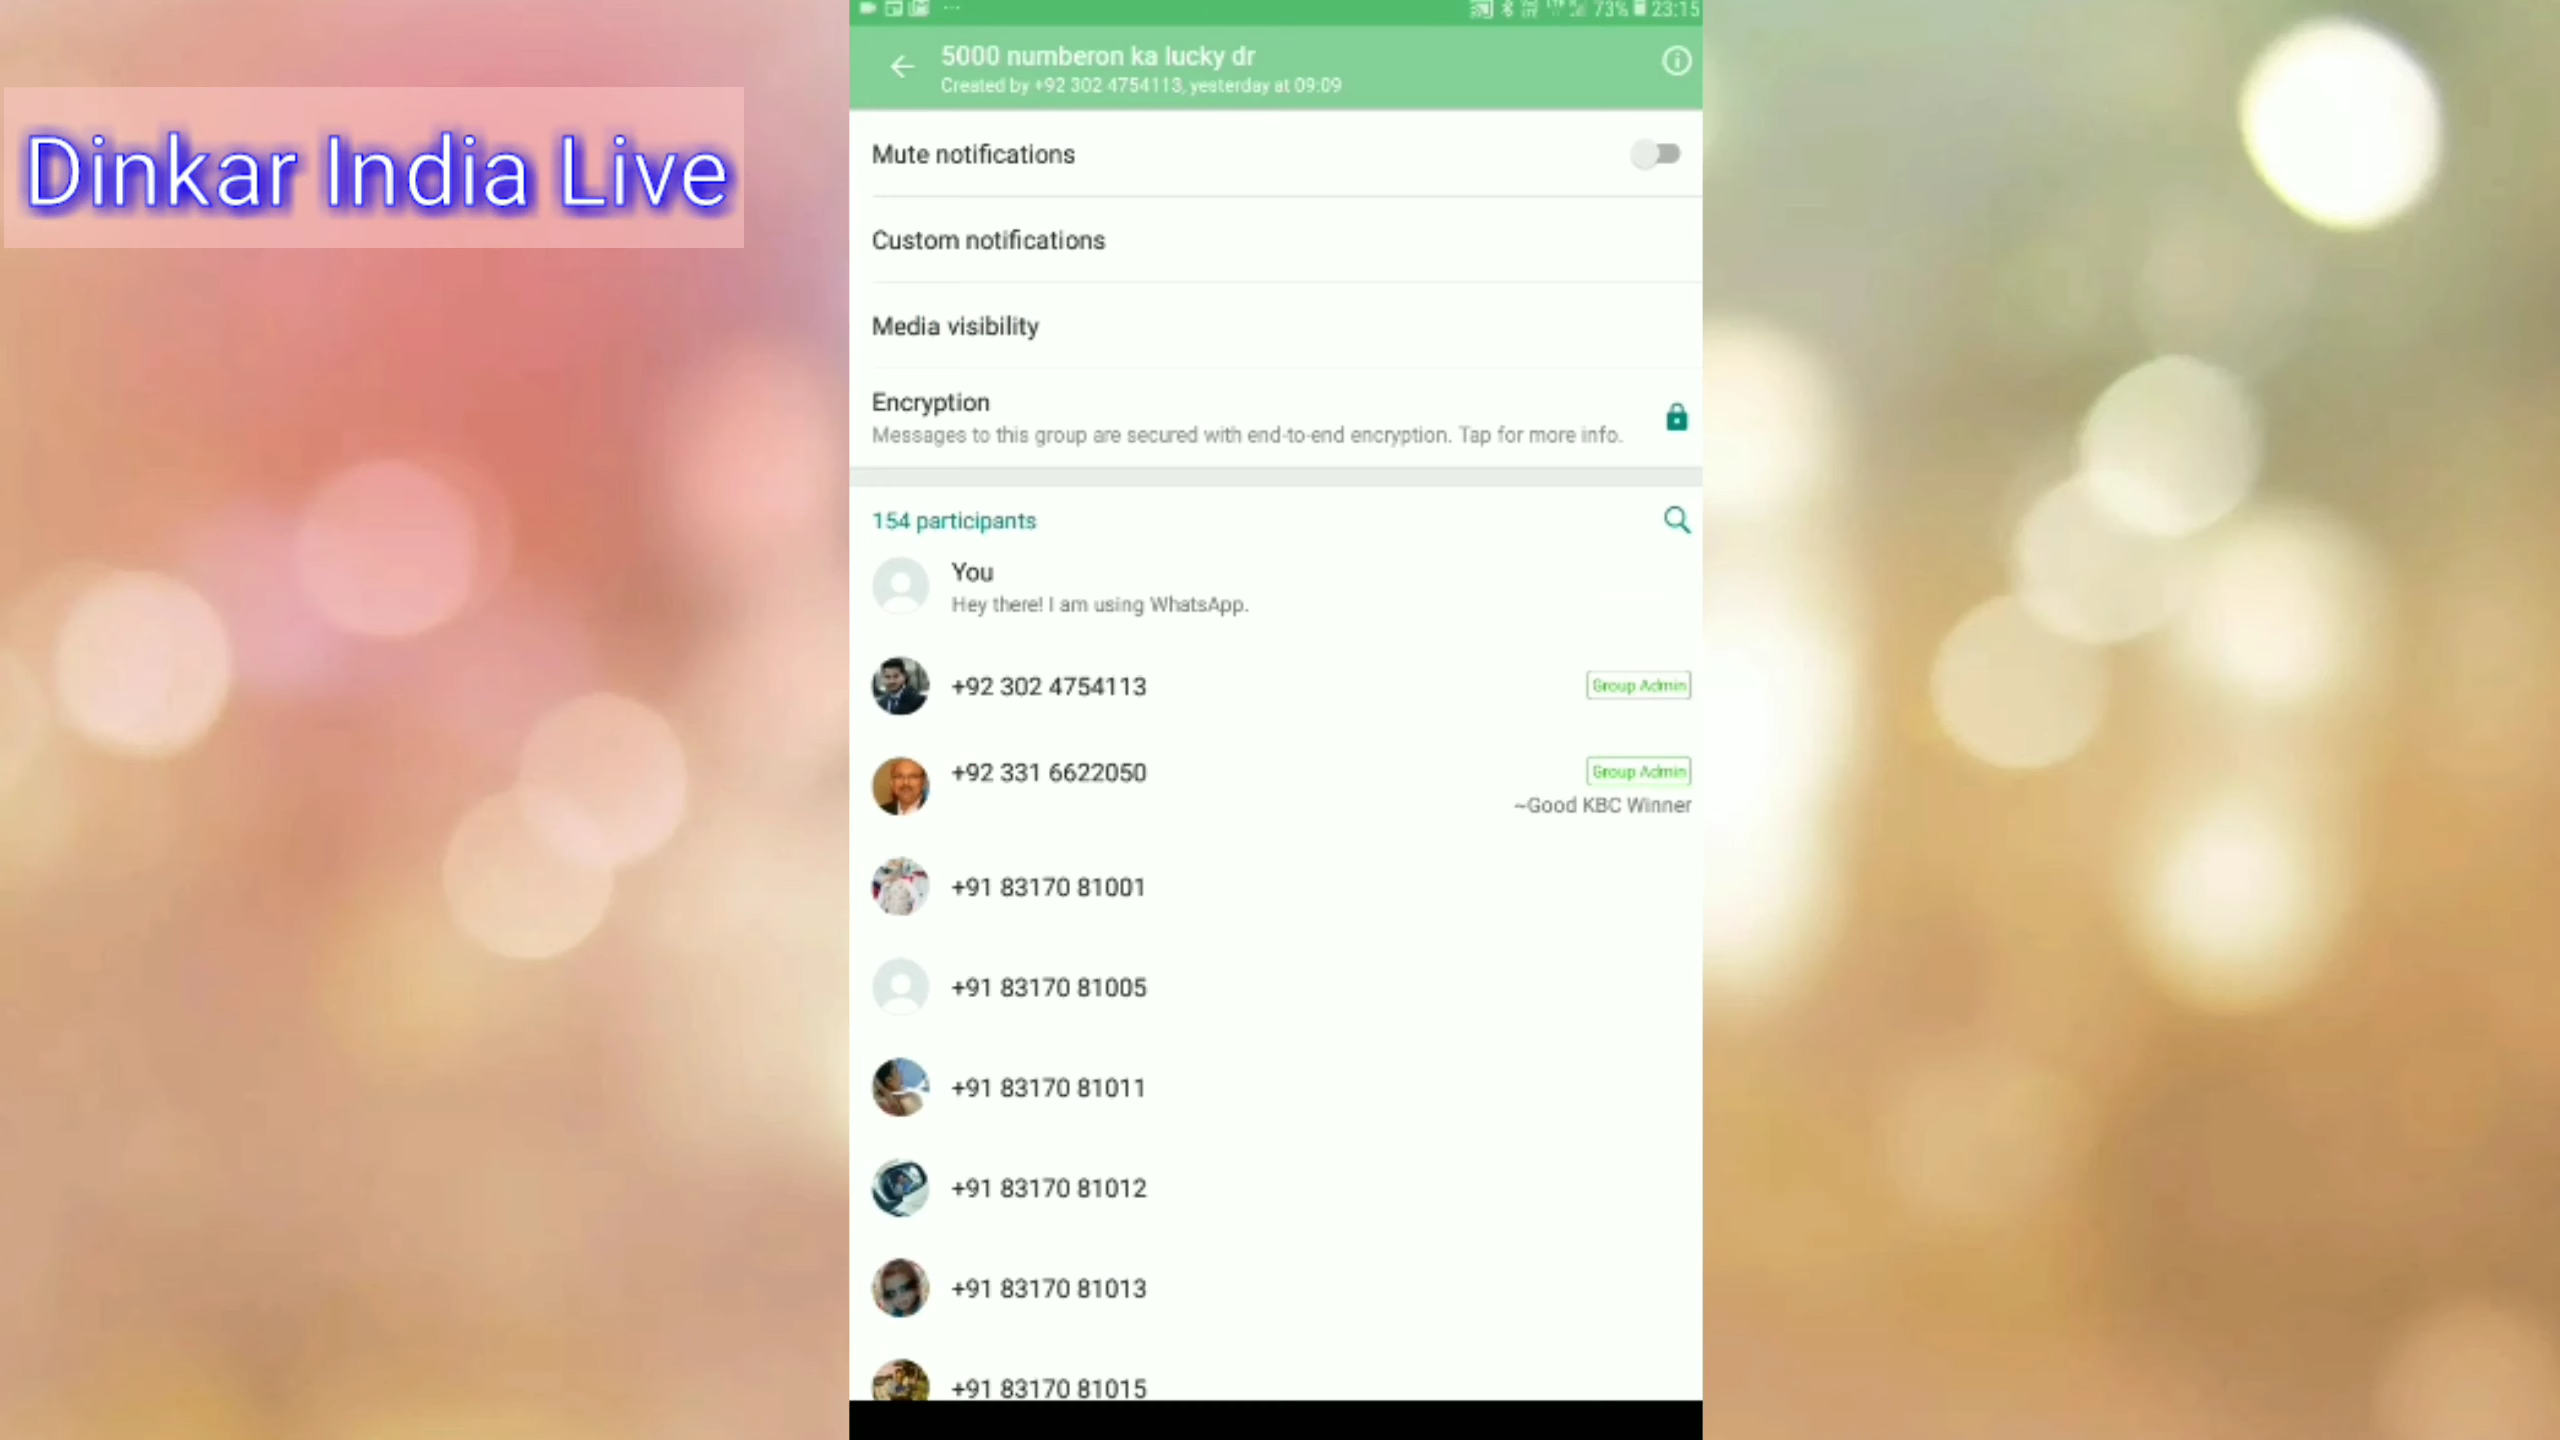 Dinkar India Live
73% 23:15
5000 numberon ka lucky dr
Created by +92 302 4754113, yesterday at 09:09
Mute notifications
Custom notifications
Media visibility
Encryption
Messages to this group are secured with end-to-end encryption. Tap for more info.
154 participants
You
Hey there! I am using WhatsApp.
+92 302 4754113
Group Admin
+92 331 6622050
Group Admin
~Good KBC Winner
+91 83170 81001
+91 83170 81005
+91 83170 81011
+91 83170 81012
+91 83170 81013
+91 83170 81015